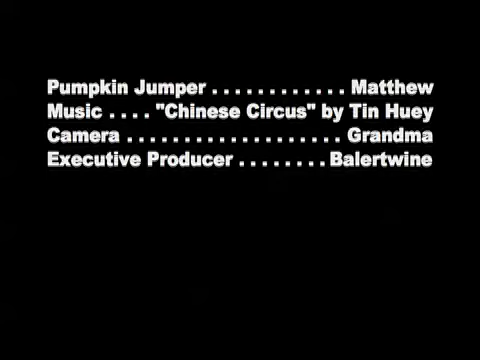 Pumpkin Jumper . . . . . . . . . . . . Matthew
Music . . . . "Chinese Circus" by Tin Huey
Camera . . . . . . . . . . . . . . . . . . . Grandma
Executive Producer . . . . . . . . Balertwine